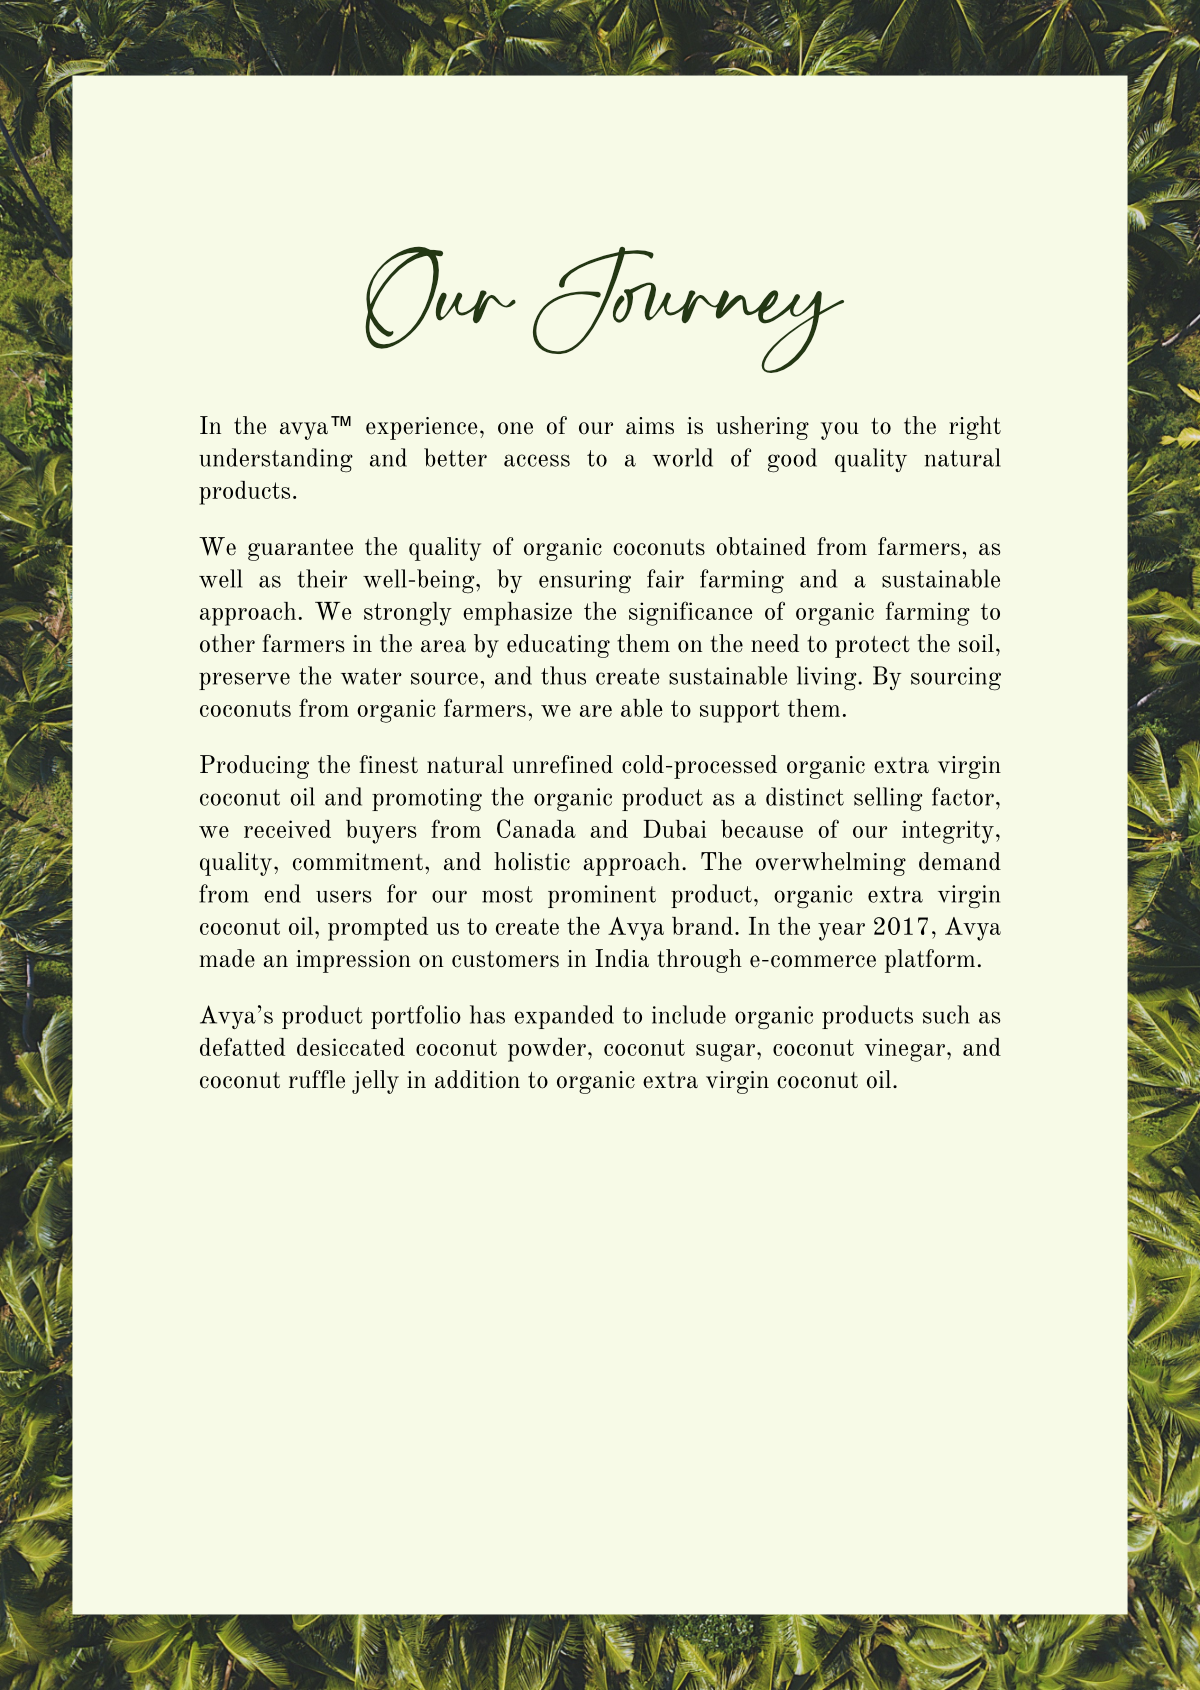 Our Journey
In the avya™ experience, one of our aims is ushering you to the right
understanding and better access to a world of good quality natural
products.
We guarantee the quality of organic coconuts obtained from farmers, as
well as their well-being, by ensuring fair farming and a sustainable
approach. We strongly emphasize the significance of organic farming to
other farmers in the area by educating them on the need to protect the soil,
preserve the water source, and thus create sustainable living. By sourcing
coconuts from organic farmers, we are able to support them.
Producing the finest natural unrefined cold-processed organic extra virgin
coconut oil and promoting the organic product as a distinct selling factor,
we received buyers from Canada and Dubai because of our integrity,
quality, commitment, and holistic approach. The overwhelming demand
from end users for our most prominent product, organic extra virgin
coconut oil, prompted us to create the Avya brand. In the year 2017, Avya
made an impression on customers in India through e-commerce platform.
Avya’s product portfolio has expanded to include organic products such as
defatted desiccated coconut powder, coconut sugar, coconut vinegar, and
coconut ruffle jelly in addition to organic extra virgin coconut oil.